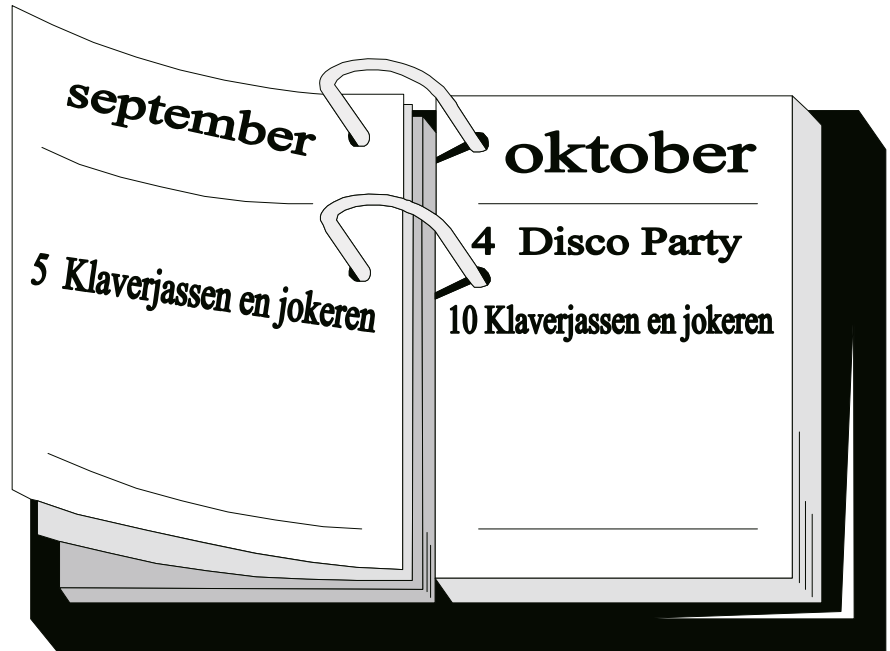 september
5 Klaverjassen en jokeren
oktober
4 Disco Party
10 Klaverjassen en jokeren